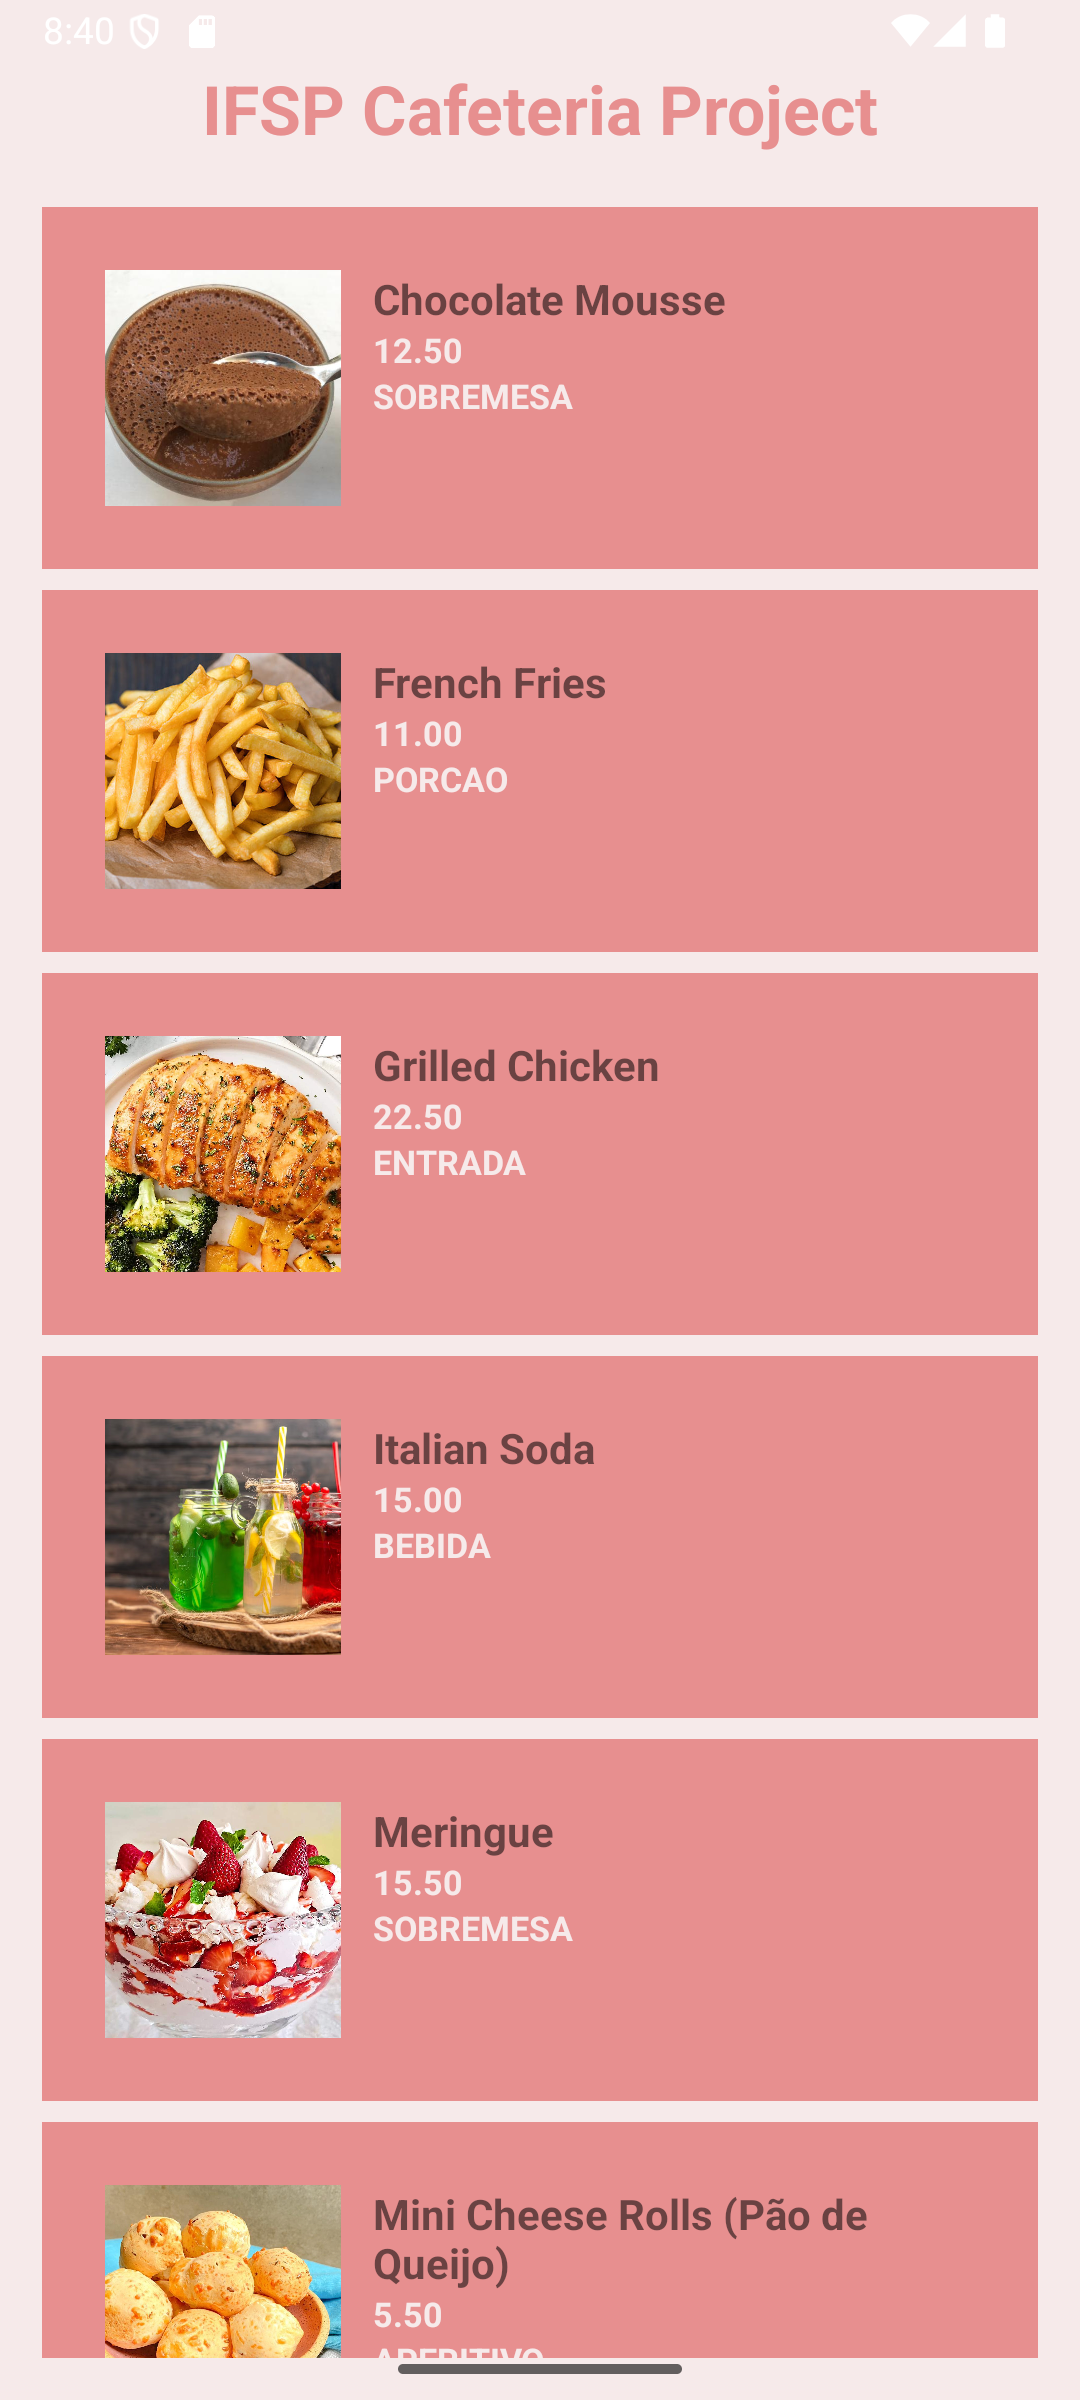 8:40
IFSP Cafeteria Project
Chocolate Mousse
12.50
SOBREMESA
French Fries
11.00
PORCAO
Grilled Chicken
22.50
ENTRADA
Italian Soda
15.00
BEBIDA
Meringue
15.50
SOBREMESA
Mini Cheese Rolls (Pão de
Queijo)
5.50
APERITIVO